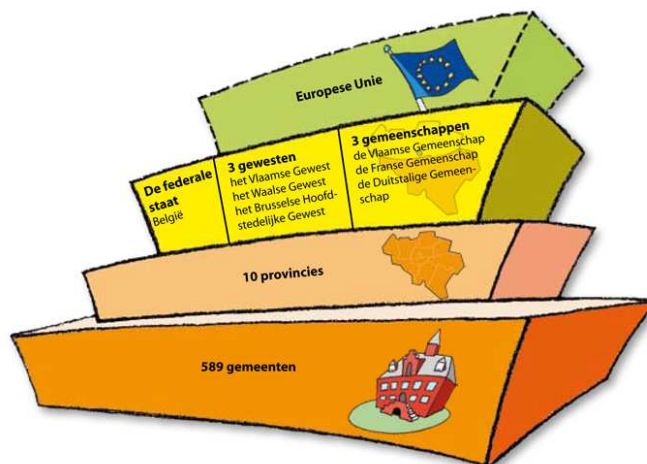 Europese Unie
De federale
staat
België
3 gewesten
het Vlaamse Gewest
het Waalse Gewest
het Brusselse Hoofd-
stedelijke Gewest
3 gemeenschappen
de Vlaamse Gemeenschap
de Franse Gemeenschap
de Duitstalige Gemeen-
schap
10 provincies
589 gemeenten